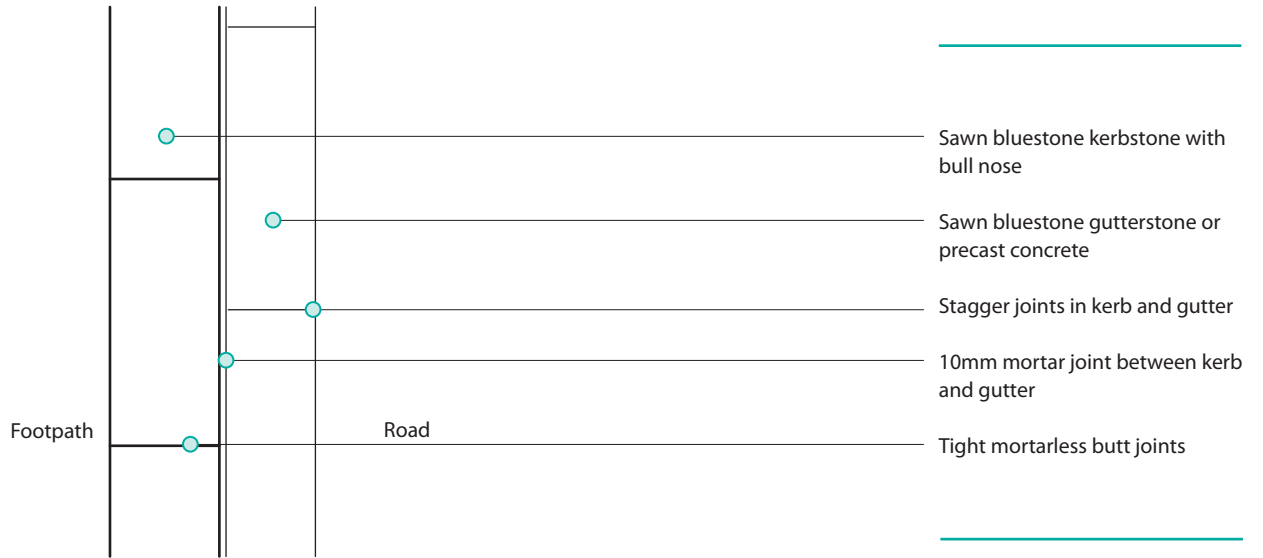 Sawn bluestone kerbstone with
bull nose
Sawn bluestone gutterstone or
precast concrete
Stagger joints in kerb and gutter
10mm mortar joint between kerb
and gutter
Footpath
Road
Tight mortarless butt joints